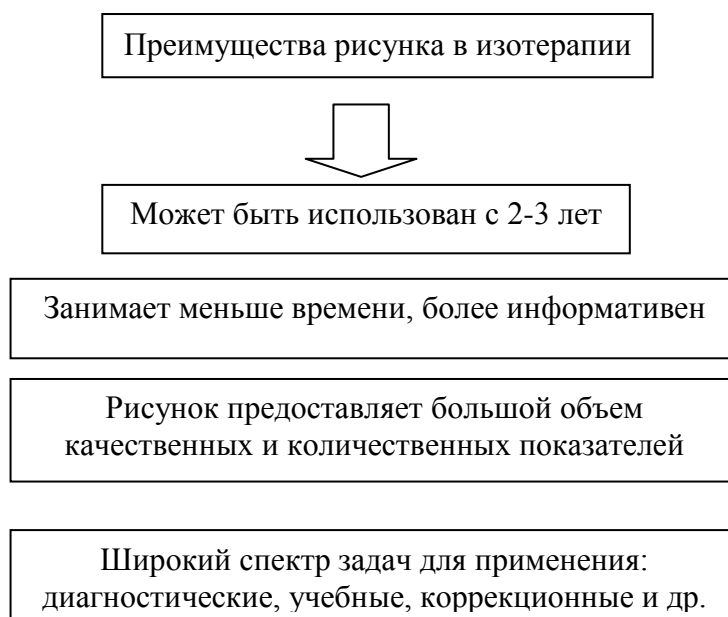 Преимущества рисунка в изотерапии
Может быть использован с 2-3 лет
Занимает меньше времени, более информативен
Рисунок предоставляет большой объем
качественных и количественных показателей
Широкий спектр задач для применения:
диагностические, учебные, коррекционные и др.